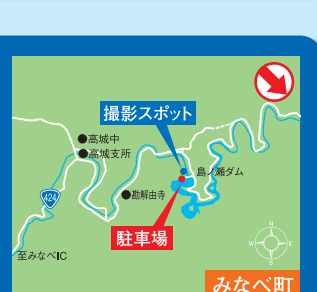 撮影スポット
●高城中
●高城支所
島ノ瀬ダム
424
●勘解由寺
駐車場
至みなべIC
N
W E
S
みなべ町